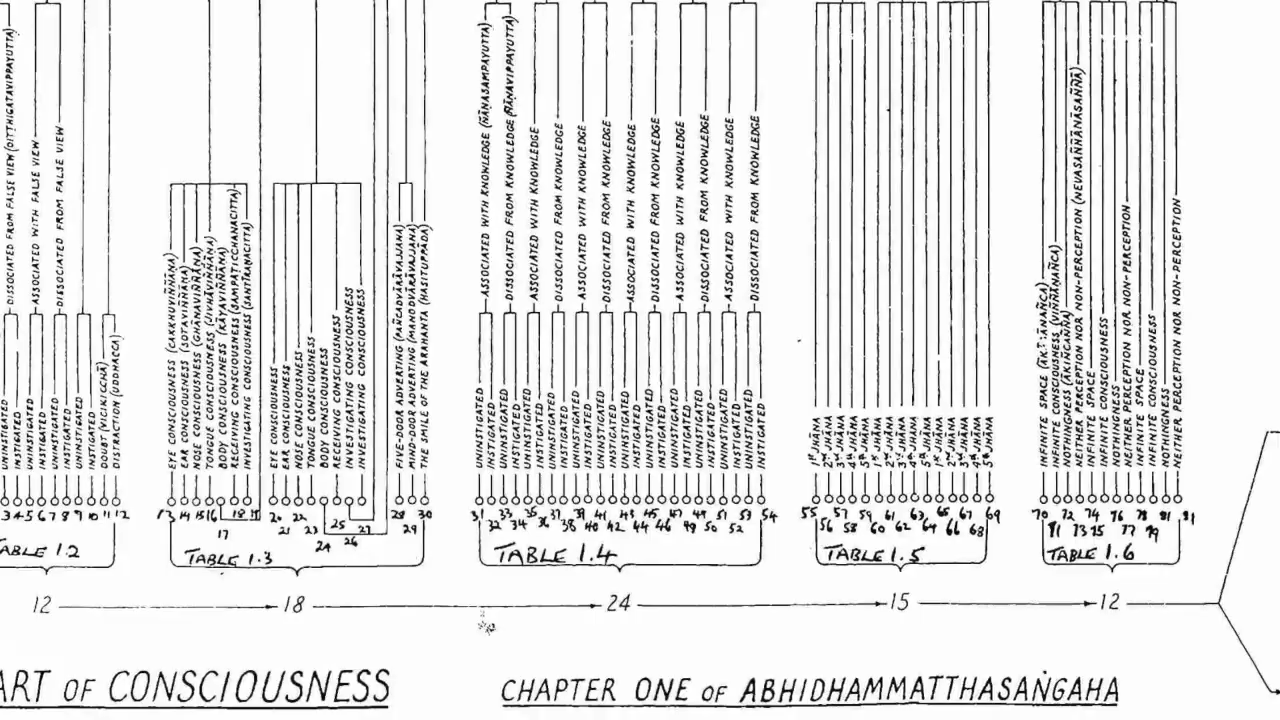 DISSOCIATED FROM FALSE VIEW (DIṬṬHIGATAVIPPAYUTTA)
ASSOCIATED WITH FALSE VIEW
DISSOCIATED FROM FALSE VIEW
UNINSTIGATED
INSTIGATED
UNINSTIGATED
INSTIGATED
UNINSTIGATED
INSTIGATED
UNINSTIGATED
INSTIGATED
DOUBT (VICIKICCHĀ)
DISTRACTION (UDDHACCA)
3 4 5 6 7 8 9 10 11 12
TABLE 1.2
EYE CONSCIOUSNESS (CAKKHUVIÑÑĀṆA)
EAR CONSCIOUSNESS (SOTAVIÑÑĀṆA)
NOSE CONSCIOUSNESS (GHĀNAVIÑÑĀṆA)
TONGUE CONSCIOUSNESS (JIVHĀVIÑÑĀṆA)
BODY CONSCIOUSNESS (KĀYAVIÑÑĀṆA)
RECEIVING CONSCIOUSNESS (SAMPAṬICCHANACITTA)
INVESTIGATING CONSCIOUSNESS (SANTĪRAṆACITTA)
EYE CONSCIOUSNESS
EAR CONSCIOUSNESS
NOSE CONSCIOUSNESS
TONGUE CONSCIOUSNESS
BODY CONSCIOUSNESS
RECEIVING CONSCIOUSNESS
INVESTIGATING CONSCIOUSNESS
INVESTIGATING CONSCIOUSNESS
FIVE-DOOR ADVERTING (PAÑCADVĀRĀVAJJANA)
MIND-DOOR ADVERTING (MANODVĀRĀVAJJANA)
THE SMILE OF THE ARAHANTA (HASITUPPĀDA)
13 14 15 16 17 18 19 20 21 22 23 24 25 26 27 28 29 30
TABLE 1.3
ASSOCIATED WITH KNOWLEDGE (ÑĀṆASAMPAYUTTA)
DISSOCIATED FROM KNOWLEDGE (ÑĀṆAVIPPAYUTTA)
ASSOCIATED WITH KNOWLEDGE
DISSOCIATED FROM KNOWLEDGE
ASSOCIATED WITH KNOWLEDGE
DISSOCIATED FROM KNOWLEDGE
ASSOCIATED WITH KNOWLEDGE
DISSOCIATED FROM KNOWLEDGE
ASSOCIATED WITH KNOWLEDGE
DISSOCIATED FROM KNOWLEDGE
ASSOCIATED WITH KNOWLEDGE
DISSOCIATED FROM KNOWLEDGE
UNINSTIGATED
INSTIGATED
UNINSTIGATED
INSTIGATED
UNINSTIGATED
INSTIGATED
UNINSTIGATED
INSTIGATED
UNINSTIGATED
INSTIGATED
UNINSTIGATED
INSTIGATED
UNINSTIGATED
INSTIGATED
UNINSTIGATED
INSTIGATED
UNINSTIGATED
INSTIGATED
UNINSTIGATED
INSTIGATED
UNINSTIGATED
INSTIGATED
UNINSTIGATED
INSTIGATED
31 32 33 34 35 36 37 38 39 40 41 42 43 44 45 46 47 49 49 50 51 52 53 54
TABLE 1.4
1ST JHĀNA
2ND JHĀNA
3RD JHĀNA
4TH JHĀNA
5TH JHĀNA
1ST JHĀNA
2ND JHĀNA
3RD JHĀNA
4TH JHĀNA
5TH JHĀNA
1ST JHĀNA
2ND JHĀNA
3RD JHĀNA
4TH JHĀNA
5TH JHĀNA
55 56 57 58 59 60 61 62 63 64 65 66 67 68 69
TABLE 1.5
INFINITE SPACE
INFINITE CONSCIOUSNESS (VIÑÑĀṆAÑCA)
NOTHINGNESS (ĀKIÑCAÑÑA)
NEITHER PERCEPTION NOR NON-PERCEPTION (NEVASAÑÑĀNĀSAÑÑĀ)
INFINITE SPACE
INFINITE CONSCIOUSNESS
NOTHINGNESS
NEITHER PERCEPTION NOR NON-PERCEPTION
INFINITE SPACE
INFINITE CONSCIOUSNESS
NOTHINGNESS
NEITHER PERCEPTION NOR NON-PERCEPTION
70 71 72 73 74 75 76 77 78 79 81 81
TABLE 1.6
12 18 24 15 12
ART OF CONSCIOUSNESS
CHAPTER ONE OF ABHIDHAMMATTHASAṄGAHA